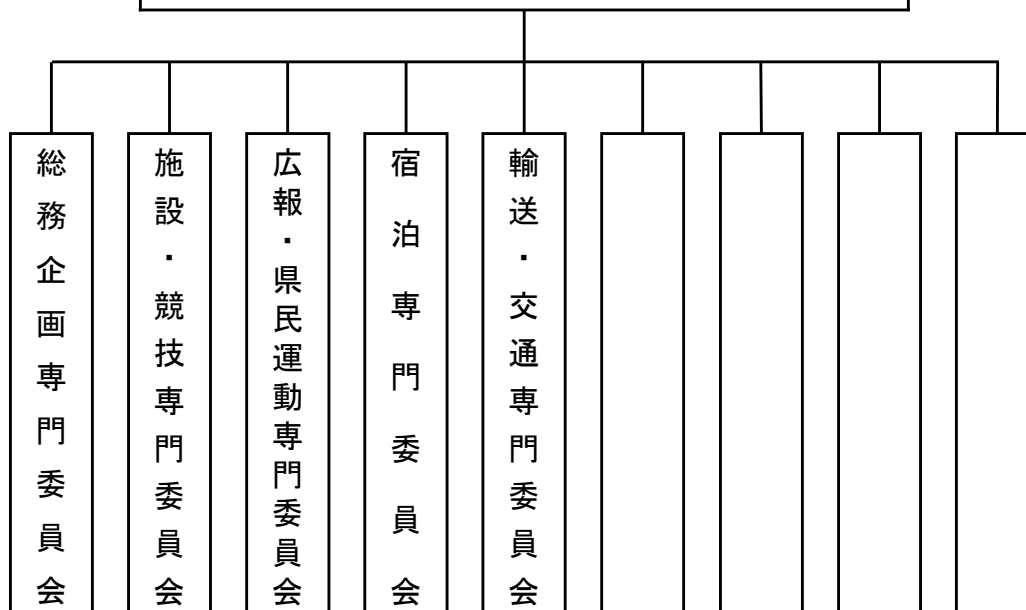 総務企画専門委員会
施設・競技専門委員会
広報・県民運動専門委員会
宿泊専門委員会
輸送・交通専門委員会